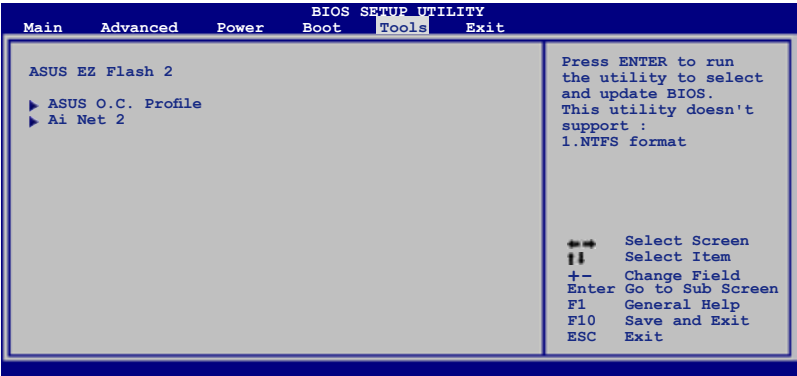 BIOS SETUP UTILITY
Main Advanced Power Boot Tools Exit
ASUS EZ Flash 2
ASUS O.C. Profile
Ai Net 2
Press ENTER to run
the utility to select
and update BIOS.
This utility doesn't
support :
1.NTFS format
Select Screen
Select Item
+- Change Field
Enter Go to Sub Screen
F1 General Help
F10 Save and Exit
ESC Exit